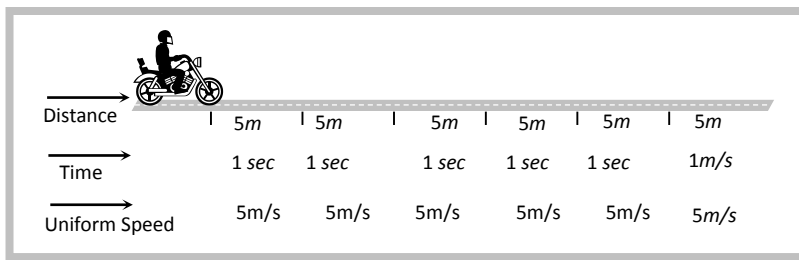 Distance 5m 5m 5m 5m 5m 5m
Time 1 sec 1 sec 1 sec 1 sec 1 sec 1m/s
Uniform Speed 5m/s 5m/s 5m/s 5m/s 5m/s 5m/s